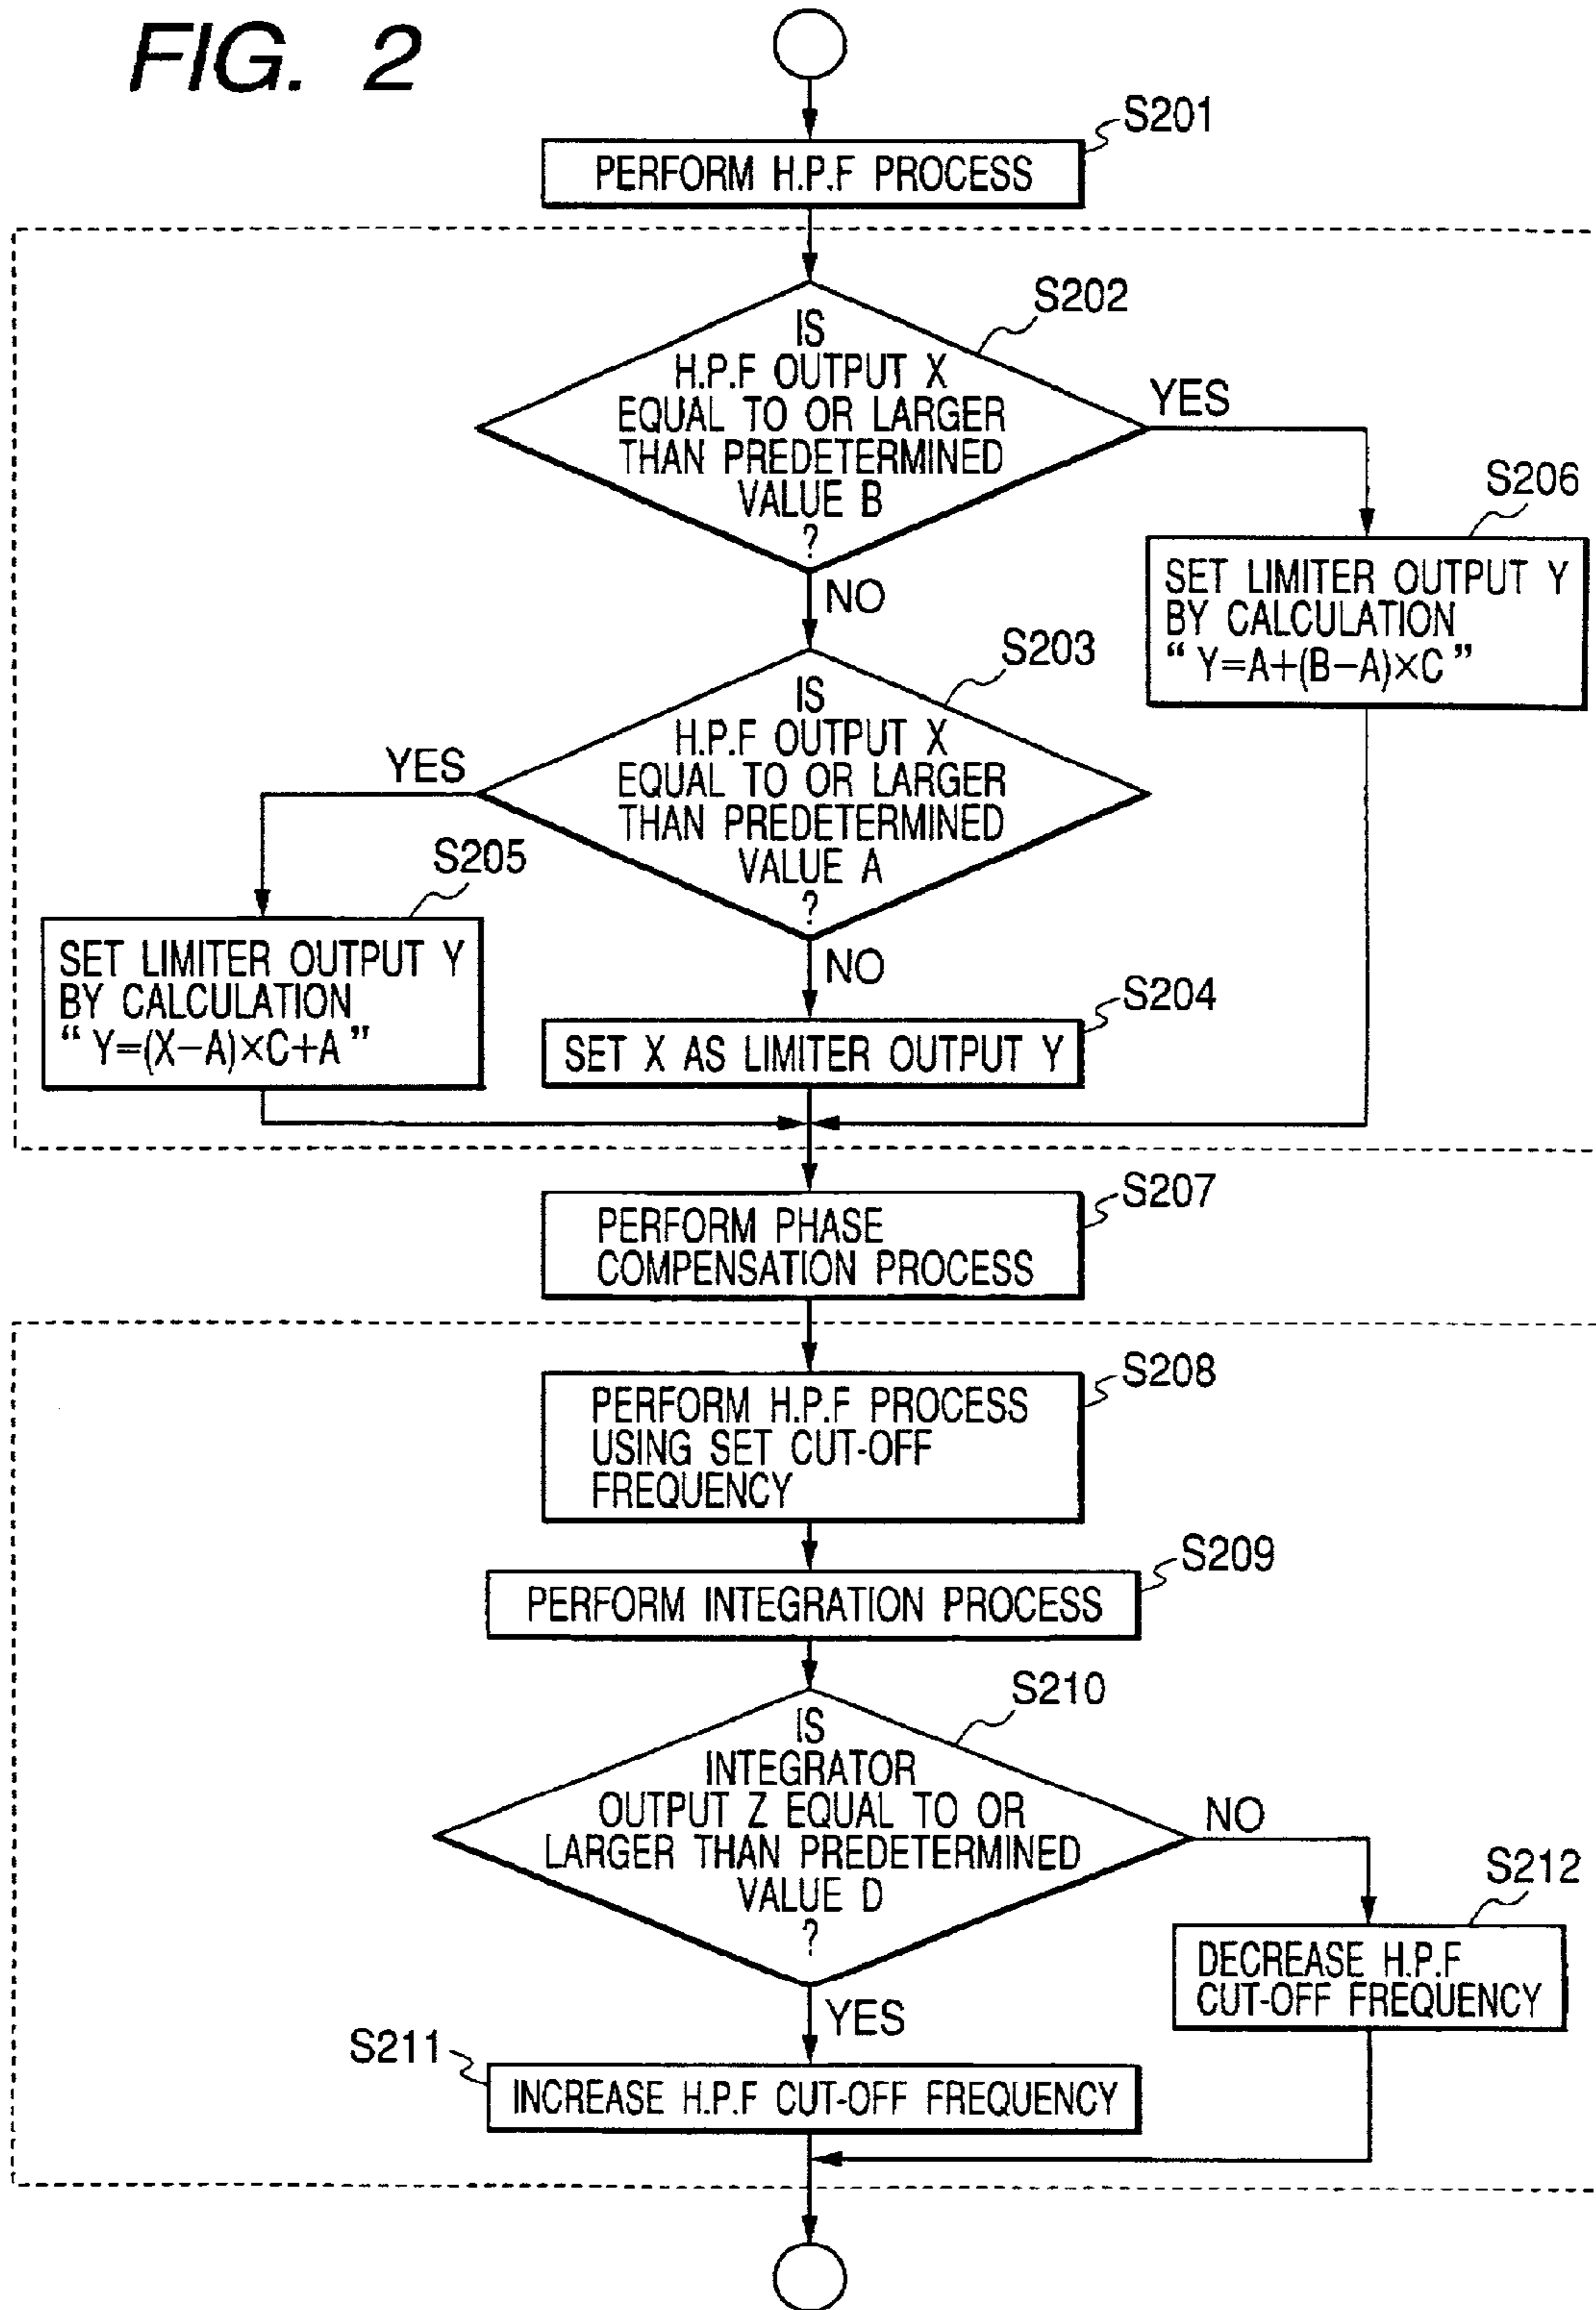 FIG. 2
S201
PERFORM H.P.F PROCESS
S202
IS
H.P.F OUTPUT X
EQUAL TO OR LARGER
THAN PREDETERMINED
VALUE B
?
YES
NO
S206
SET LIMITER OUTPUT Y
BY CALCULATION
“ Y=A+(B−A)×C ”
S203
IS
H.P.F OUTPUT X
EQUAL TO OR LARGER
THAN PREDETERMINED
VALUE A
?
YES
NO
S205
SET LIMITER OUTPUT Y
BY CALCULATION
“ Y=(X−A)×C+A ”
S204
SET X AS LIMITER OUTPUT Y
S207
PERFORM PHASE
COMPENSATION PROCESS
S208
PERFORM H.P.F PROCESS
USING SET CUT-OFF
FREQUENCY
S209
PERFORM INTEGRATION PROCESS
S210
IS
INTEGRATOR
OUTPUT Z EQUAL TO OR
LARGER THAN PREDETERMINED
VALUE D
?
NO
YES
S212
DECREASE H.P.F
CUT-OFF FREQUENCY
S211
INCREASE H.P.F CUT-OFF FREQUENCY